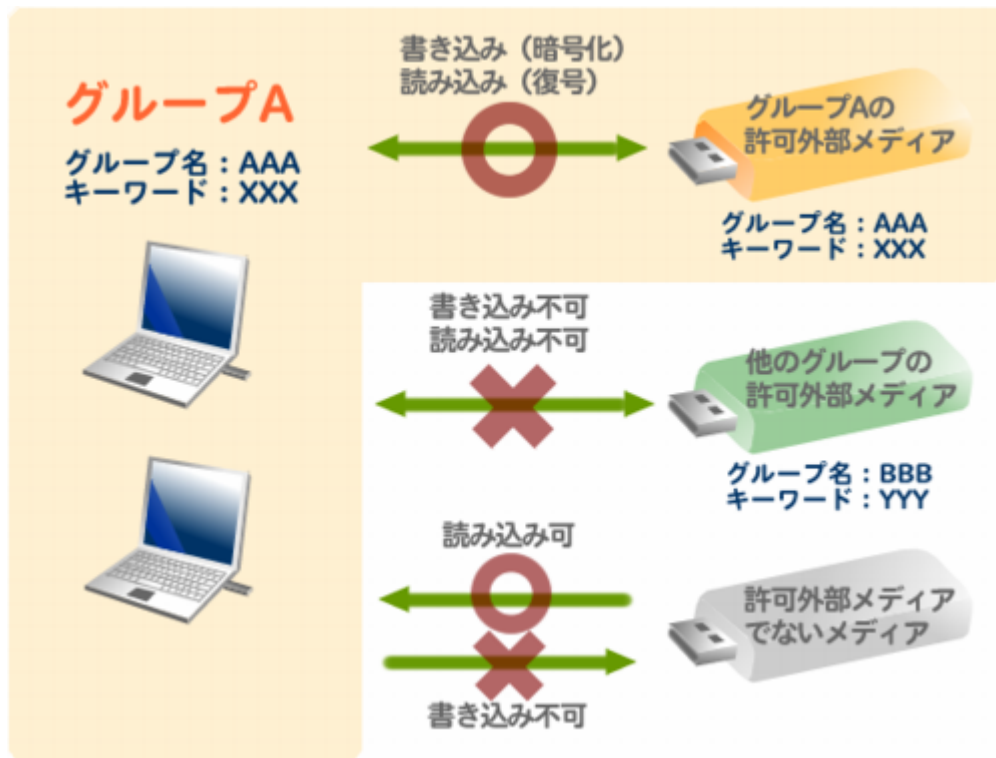 グループA
グループ名：AAA
キーワード：XXX
書き込み（暗号化）
読み込み（復号）
グループAの
許可外部メディア
グループ名：AAA
キーワード：XXX
書き込み不可
読み込み不可
他のグループの
許可外部メディア
グループ名：BBB
キーワード：YYY
読み込み可
許可外部メディア
でないメディア
書き込み不可